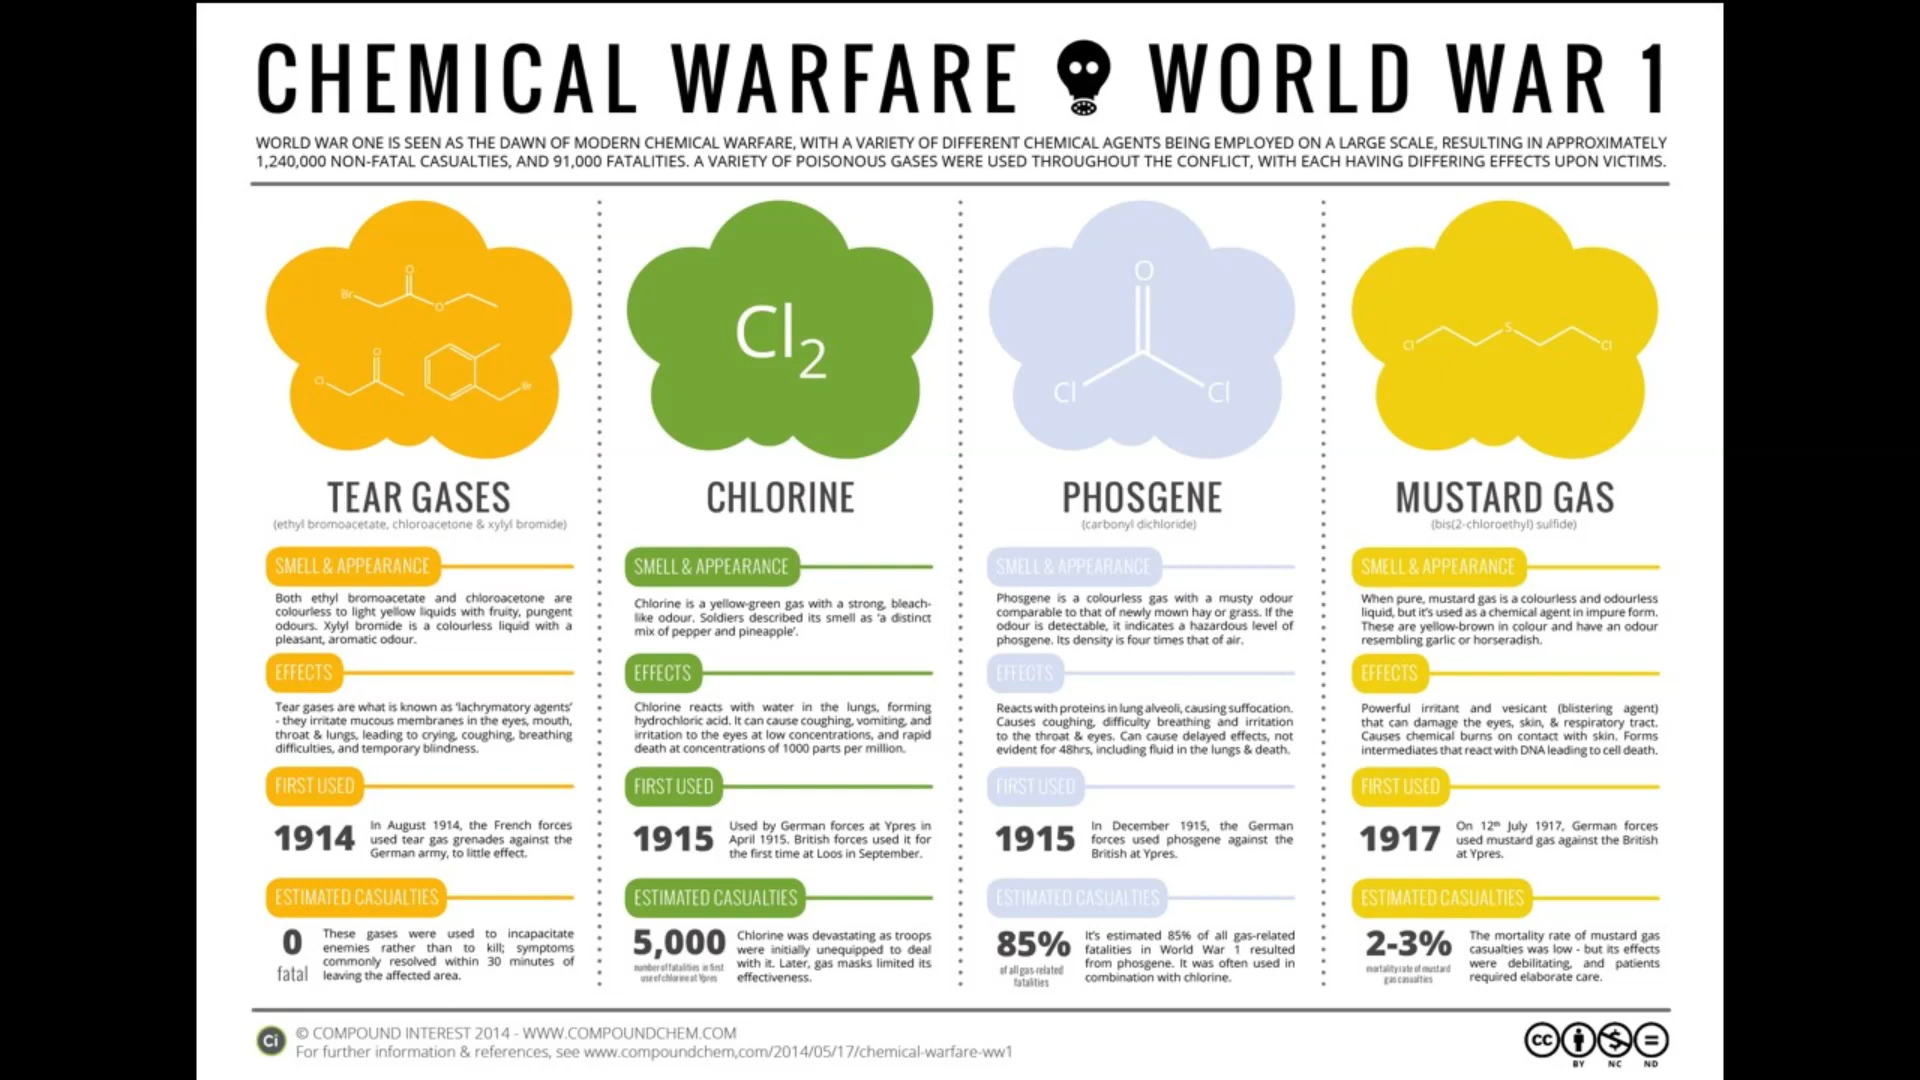 CHEMICAL WARFARE WORLD WAR 1
WORLD WAR ONE IS SEEN AS THE DAWN OF MODERN CHEMICAL WARFARE, WITH A VARIETY OF DIFFERENT CHEMICAL AGENTS BEING EMPLOYED ON A LARGE SCALE, RESULTING IN APPROXIMATELY
1,240,000 NON-FATAL CASUALTIES, AND 91,000 FATALITIES. A VARIETY OF POISONOUS GASES WERE USED THROUGHOUT THE CONFLICT, WITH EACH HAVING DIFFERING EFFECTS UPON VICTIMS.
O
Br
O
O
Cl
Br
TEAR GASES
(ethyl bromoacetate, chloroacetone & xylyl bromide)
SMELL & APPEARANCE
Both ethyl bromoacetate and chloroacetone are
colourless to light yellow liquids with fruity, pungent
odours. Xylyl bromide is a colourless liquid with a
pleasant, aromatic odour.
EFFECTS
Tear gases are what is known as 'lachrymatory agents'
- they irritate mucous membranes in the eyes, mouth,
throat & lungs, leading to crying, coughing, breathing
difficulties, and temporary blindness.
FIRST USED
1914
In August 1914, the French forces
used tear gas grenades against the
German army, to little effect.
ESTIMATED CASUALTIES
0
fatal
These gases were used to incapacitate
enemies rather than to kill; symptoms
commonly resolved within 30 minutes of
leaving the affected area.
Cl2
CHLORINE
SMELL & APPEARANCE
Chlorine is a yellow-green gas with a strong, bleach-
like odour. Soldiers described its smell as 'a distinct
mix of pepper and pineapple'.
EFFECTS
Chlorine reacts with water in the lungs, forming
hydrochloric acid. It can cause coughing, vomiting, and
irritation to the eyes at low concentrations, and rapid
death at concentrations of 1000 parts per million.
FIRST USED
1915
Used by German forces at Ypres in
April 1915. British forces used it for
the first time at Loos in September.
ESTIMATED CASUALTIES
5,000
number of fatalities in first
use of chlorine at Ypres
Chlorine was devastating as troops
were initially unequipped to deal
with it. Later, gas masks limited its
effectiveness.
O
Cl Cl
PHOSGENE
(carbonyl dichloride)
SMELL & APPEARANCE
Phosgene is a colourless gas with a musty odour
comparable to that of newly mown hay or grass. If the
odour is detectable, it indicates a hazardous level of
phosgene. Its density is four times that of air.
EFFECTS
Reacts with proteins in lung alveoli, causing suffocation.
Causes coughing, difficulty breathing and irritation
to the throat & eyes. Can cause delayed effects, not
evident for 48hrs, including fluid in the lungs & death.
FIRST USED
1915
In December 1915, the German
forces used phosgene against the
British at Ypres.
ESTIMATED CASUALTIES
85%
of all gas-related
fatalities
It's estimated 85% of all gas-related
fatalities in World War 1 resulted
from phosgene. It was often used in
combination with chlorine.
Cl S Cl
MUSTARD GAS
(bis(2-chloroethyl) sulfide)
SMELL & APPEARANCE
When pure, mustard gas is a colourless and odourless
liquid, but it's used as a chemical agent in impure form.
These are yellow-brown in colour and have an odour
resembling garlic or horseradish.
EFFECTS
Powerful irritant and vesicant (blistering agent)
that can damage the eyes, skin, & respiratory tract.
Causes chemical burns on contact with skin. Forms
intermediates that react with DNA leading to cell death.
FIRST USED
1917
On 12th July 1917, German forces
used mustard gas against the British
at Ypres.
ESTIMATED CASUALTIES
2-3%
mortality rate of mustard
gas casualties
The mortality rate of mustard gas
casualties was low - but its effects
were debilitating, and patients
required elaborate care.
Ci
© COMPOUND INTEREST 2014 - WWW.COMPOUNDCHEM.COM
For further information & references, see www.compoundchem,com/2014/05/17/chemical-warfare-ww1
cc
BY NC ND